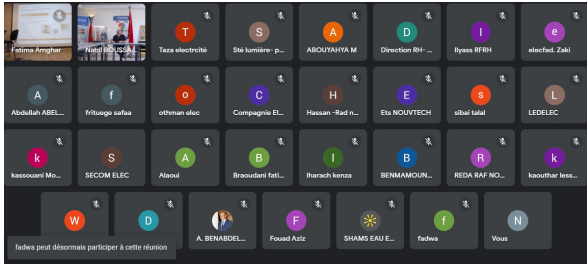 Fatima Amghar
Nabil BOUSSA...
T
Taza electrcité
S
Sté lumière- p...
A
ABOUYAHYA M
D
Direction RH- ...
I
Ilyass RFRH
e
elecfad. Zaki
A
Abdellah ABEL...
f
frituege safaa
o
othman elec
C
Compagnie El...
H
Hassan -Rad n...
E
Ets NOUVTECH
s
sibai talal
L
LEDELEC
k
kassouani Mo...
S
SECOM ELEC
A
Alaoui
B
Braoudani fati...
I
Iharach kenza
B
BENMAMOUN...
R
REDA RAF NO...
k
kaouthar less...
W
D
A. BENABDEL...
F
Fouad Aziz
SHAMS EAU E...
f
fadwa
N
Vous
fadwa peut désormais participer à cette réunion